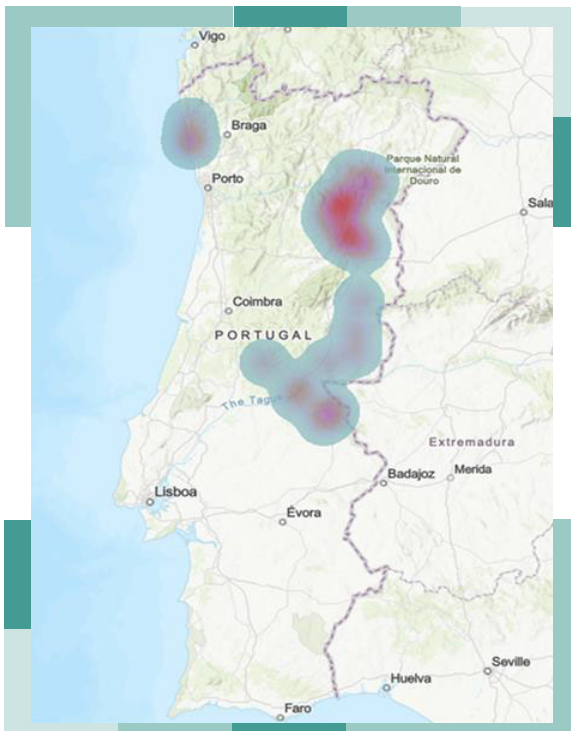 Vigo
Braga
Parque Natural
Internacional de
Douro
Porto
Sala
Coimbra
PORTUGAL
The Tagus
Extremadura
Badajoz
Merida
Lisboa
Évora
Seville
Huelva
Faro